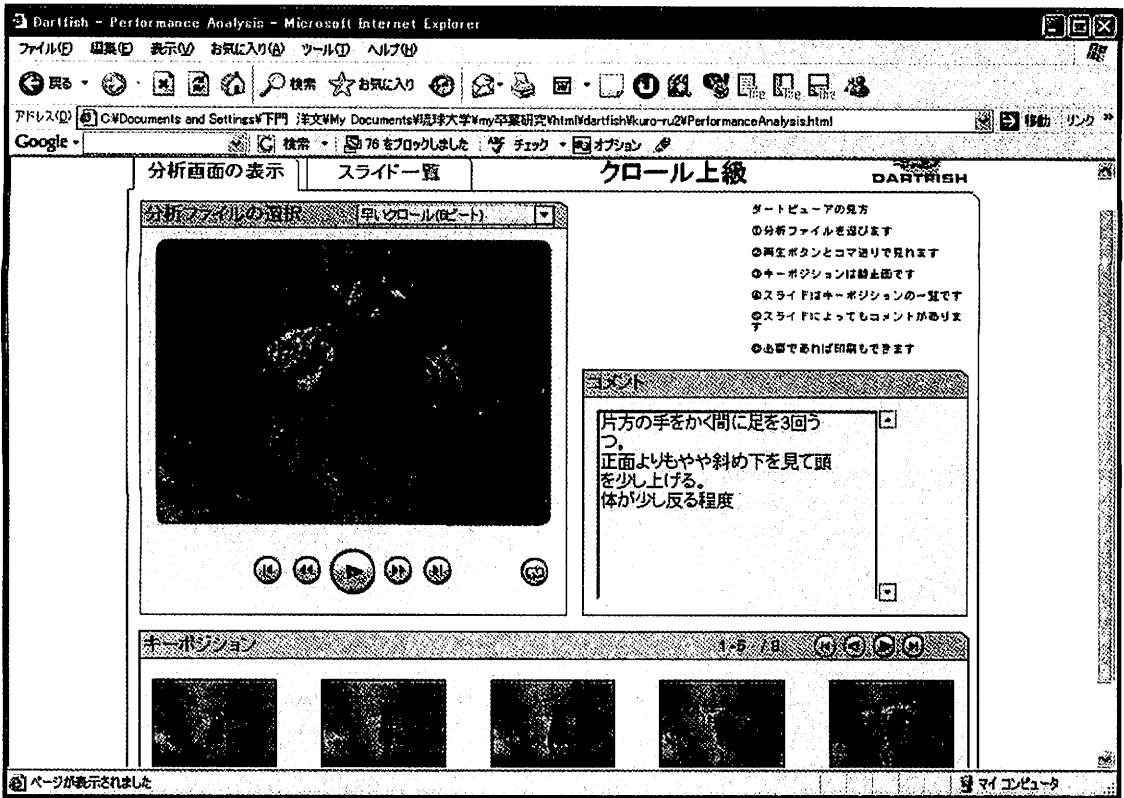 Dartfish - Performance Analysis - Microsoft Internet Explorer
ファイル(F) 編集(E) 表示(V) お気に入り(A) ツール(T) ヘルプ(H)
戻る 検索 お気に入り
アドレス(D) C:¥Documents and Settings¥下門 洋文¥My Documents¥琉球大学¥my卒業研究¥html¥dartfish¥kuro-ru2¥PerformanceAnalysis.html 移動 リンク »
Google 検索 76 をブロックしました チェック オプション
分析画面の表示 スライド一覧 クロール上級 DARTFISH
分析ファイルの選択 早いクロール(6ビート)
ダートビューアの見方
①分析ファイルを選びます
②再生ボタンとコマ送りで見れます
③キーポジションは静止画です
④スライドはキーポジションの一覧です
⑤スライドによってもコメントがありま
す
⑥必要であれば印刷もできます
コメント
片方の手をかく間に足を3回う
つ。
正面よりもやや斜め下を見て頭
を少し上げる。
体が少し反る程度
キーポジション 1-5 / 8
ページが表示されました マイ コンピュータ